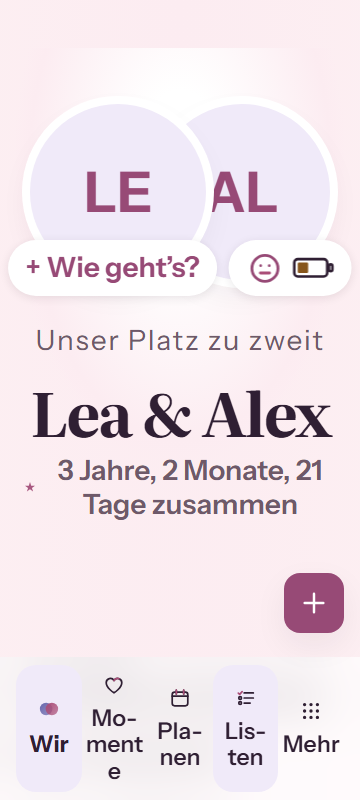 LE AL
+ Wie geht’s?
Unser Platz zu zweit
Lea & Alex
3 Jahre, 2 Monate, 21
Tage zusammen
Wir
Mo-
ment
e
Pla-
nen
Lis-
ten
Mehr